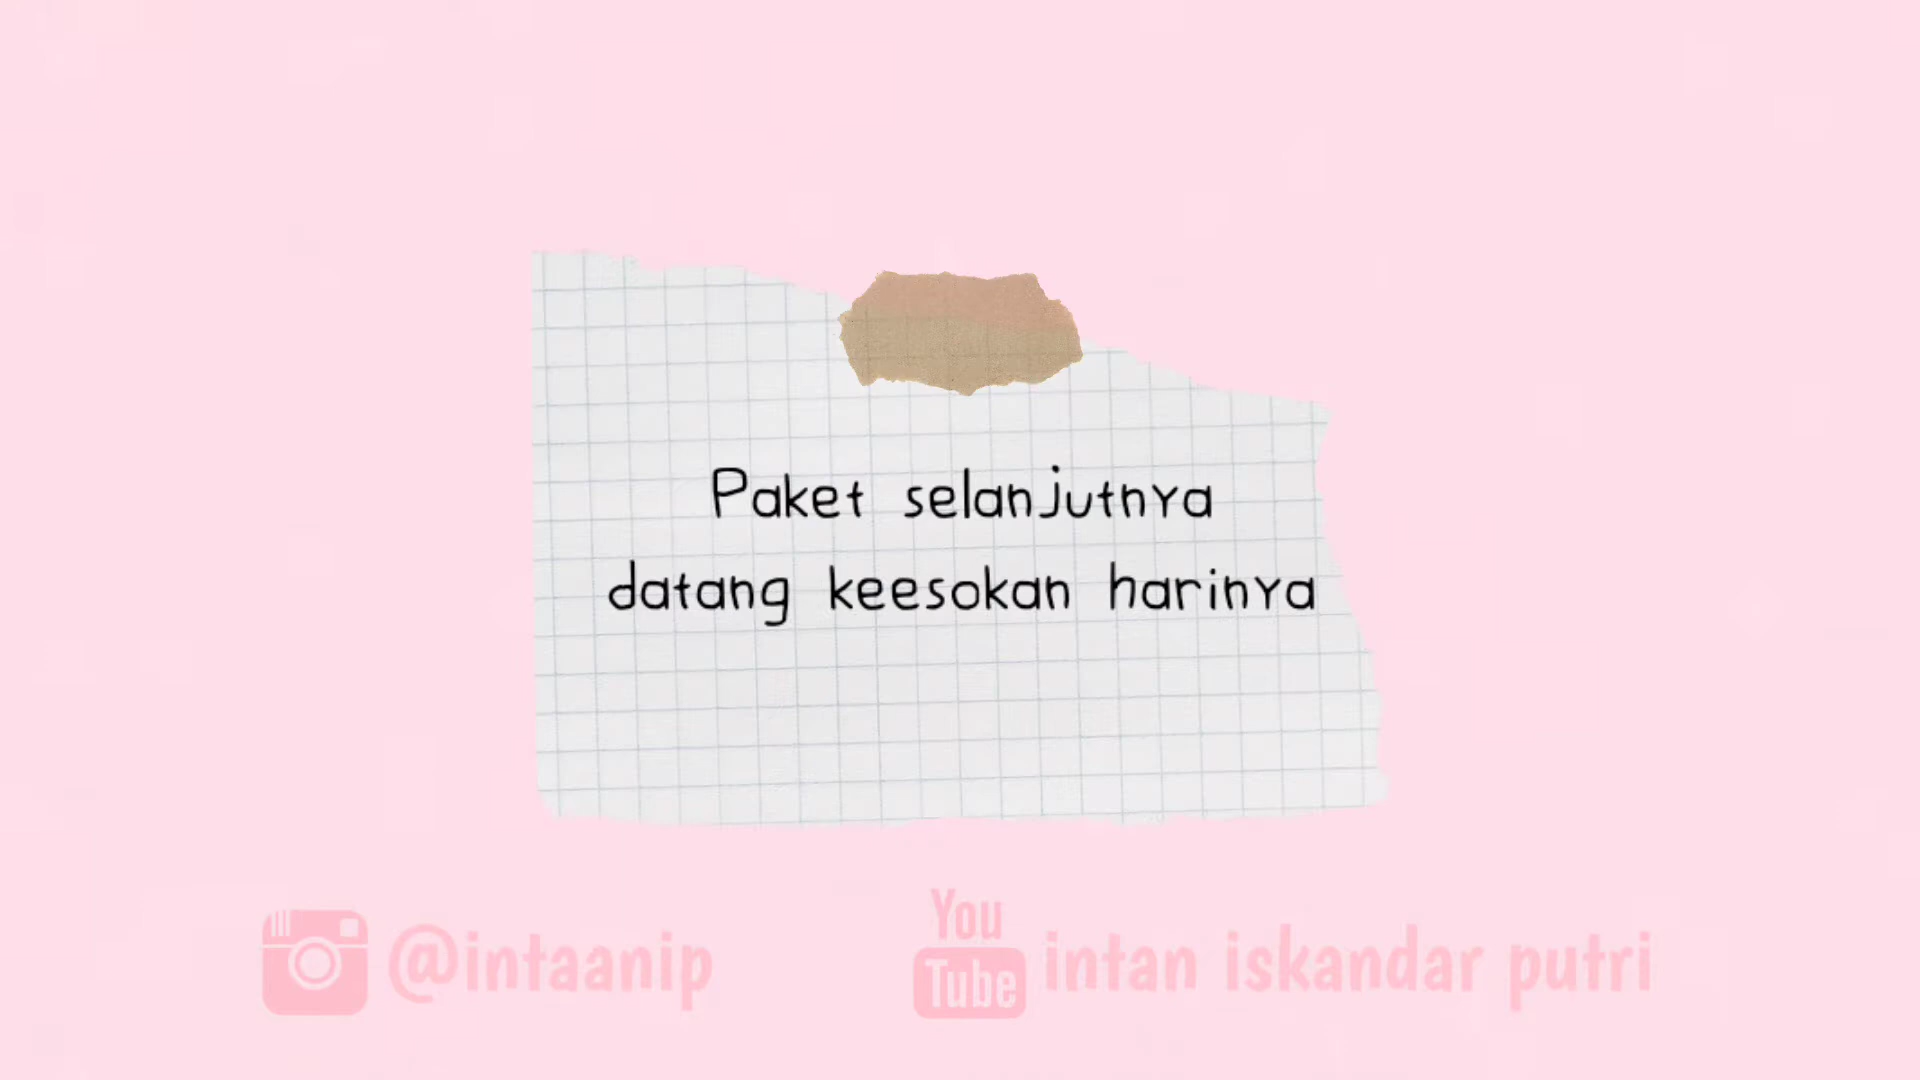 Paket selanjutnya
datang keesokan harinya
@intaanip
You Tube intan iskandar putri